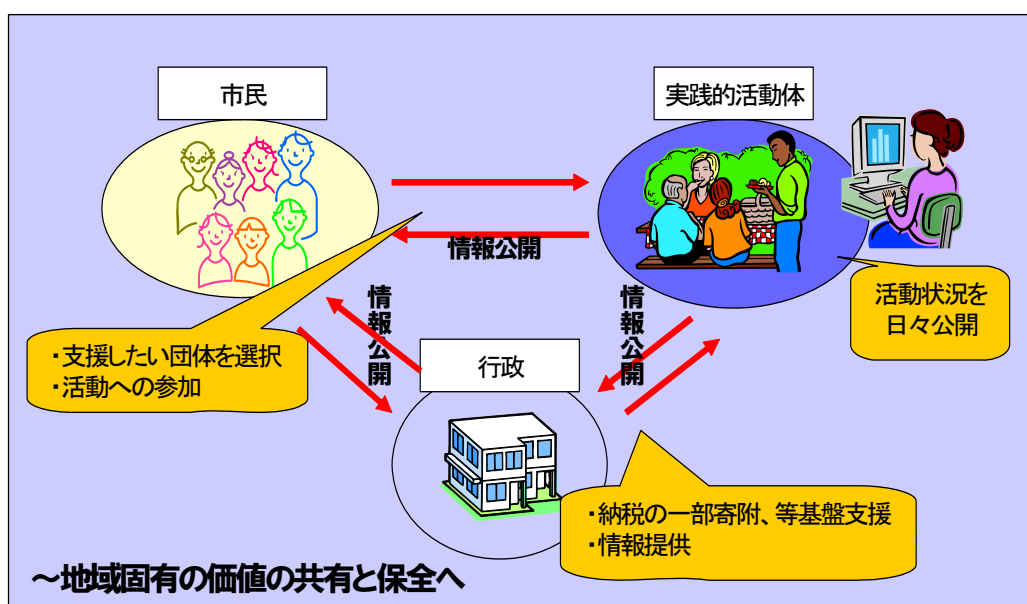 市民
実践的活動体
情報公開
活動状況を
日々公開
情報公開
情報公開
・支援したい団体を選択
・活動への参加
行政
・納税の一部寄附、等基盤支援
・情報提供
～地域固有の価値の共有と保全へ